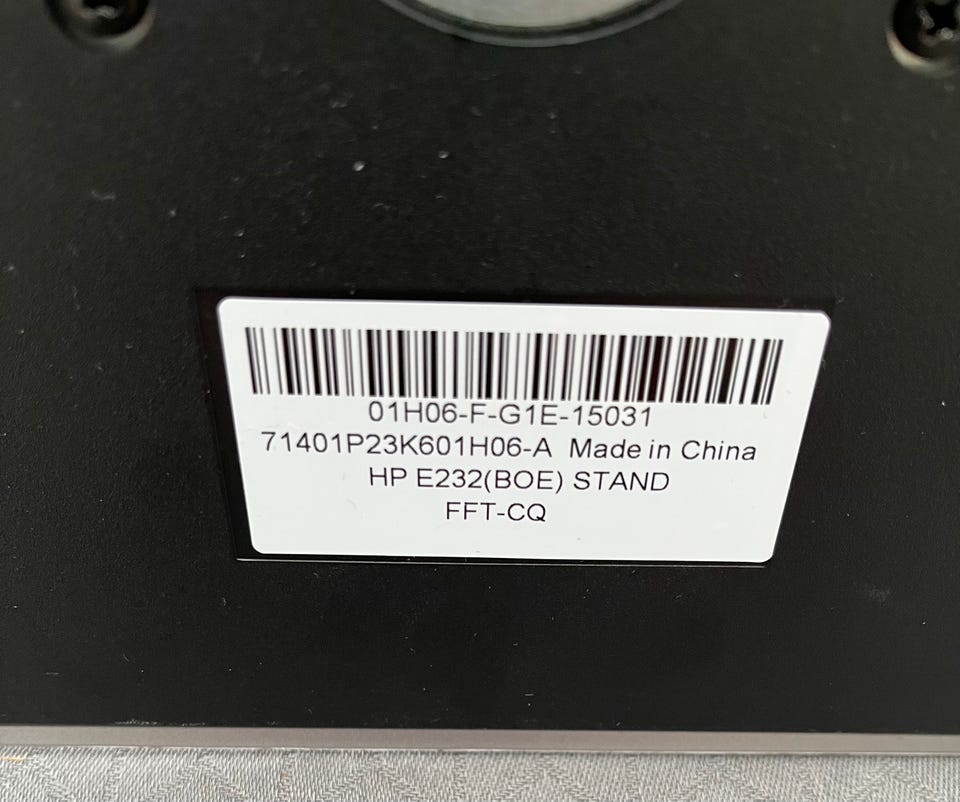 01H06-F-G1E-15031
71401P23K601H06-A Made in China
HP E232(BOE) STAND
FFT-CQ